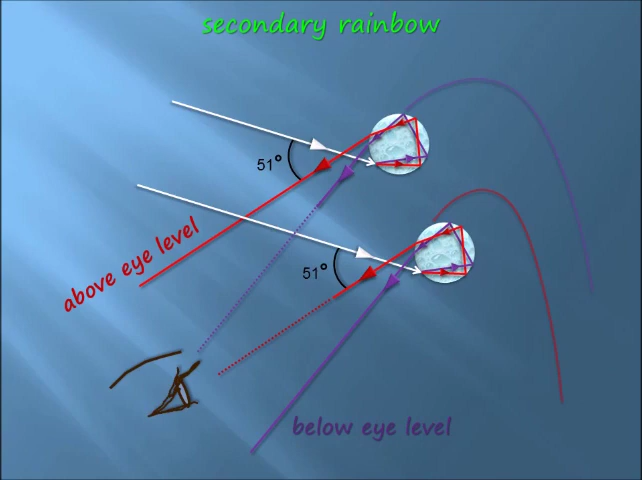 secondary rainbow
51°
51°
above eye level
below eye level